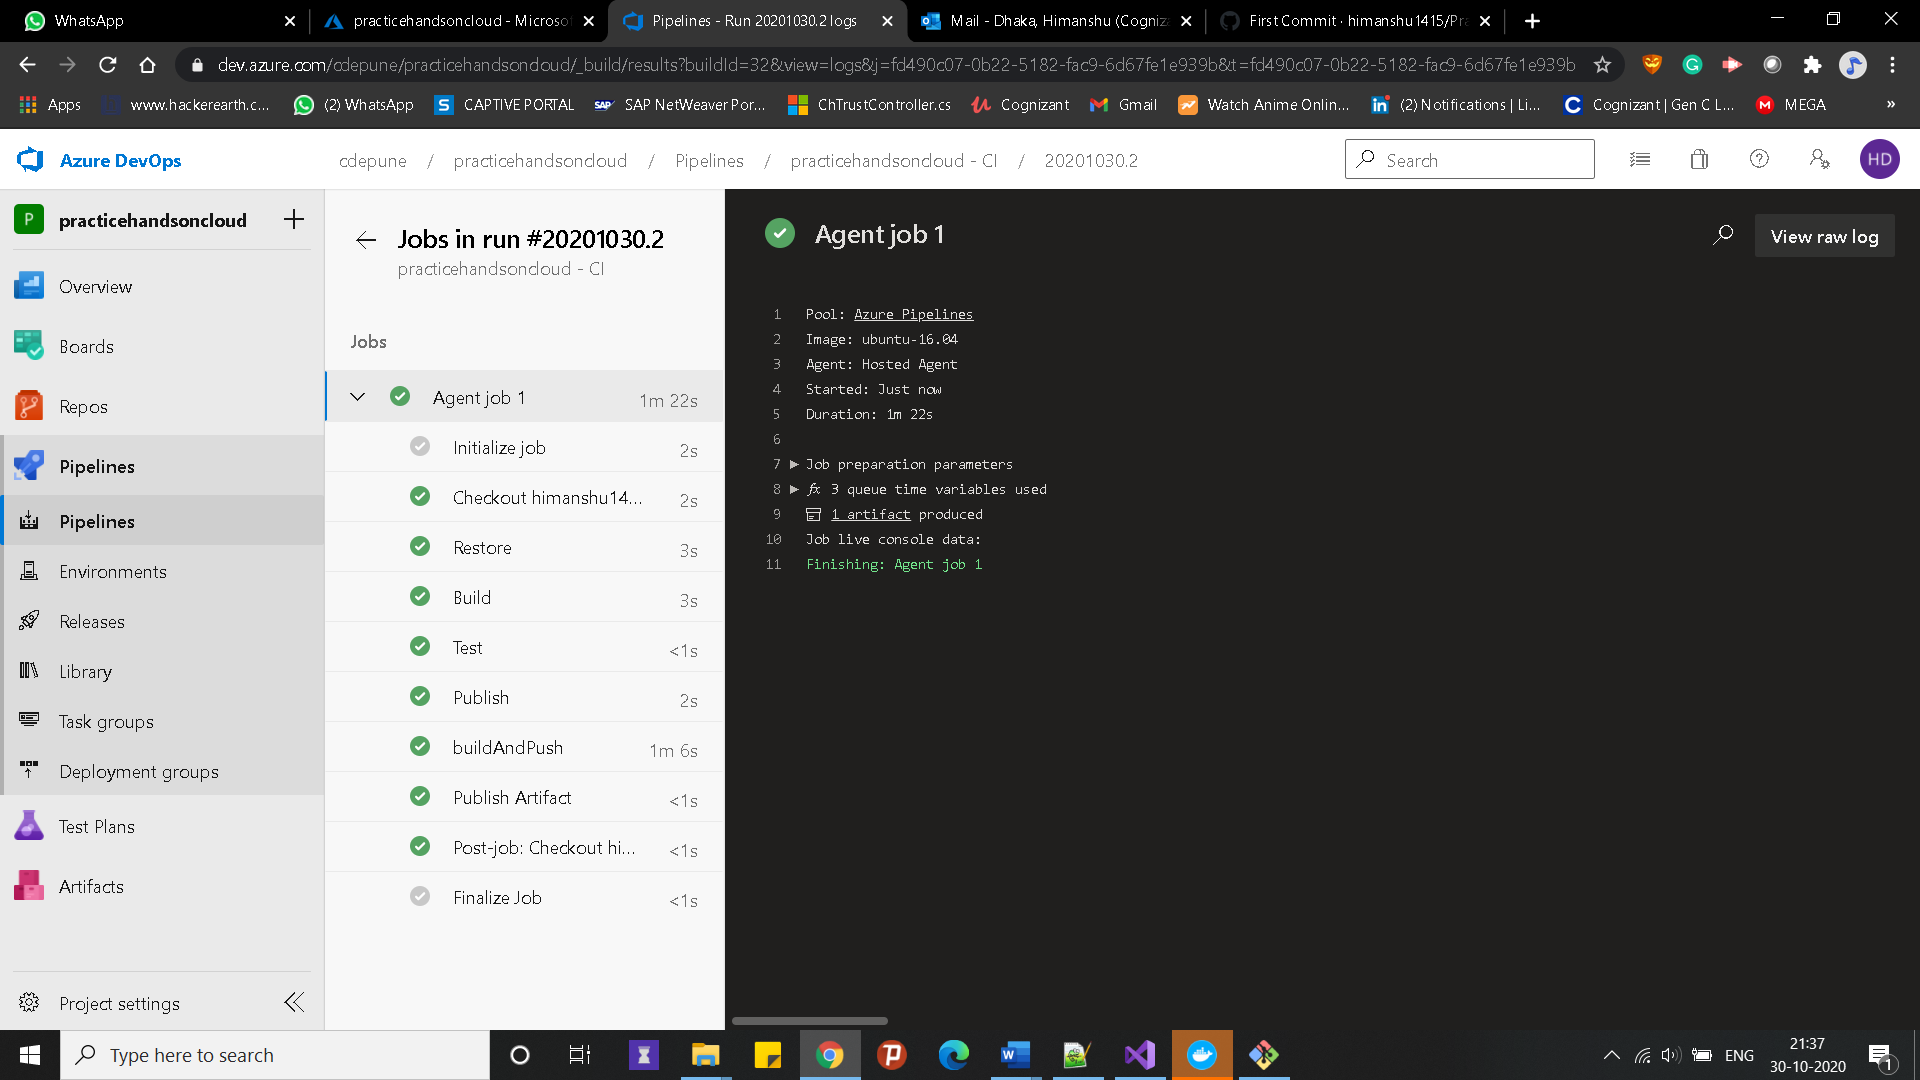 WhatsApp
practicehandsoncloud - Microso
Pipelines - Run 20201030.2 logs
Mail - Dhaka, Himanshu (Cogniza
First Commit · himanshu1415/Pra
dev.azure.com/cdepune/practicehandsoncloud/_build/results?buildId=32&view=logs&j=fd490c07-0b22-5182-fac9-6d67fe1e939b&t=fd490c07-0b22-5182-fac9-6d67fe1e939b
Apps
www.hackerearth.c...
(2) WhatsApp
CAPTIVE PORTAL
SAP NetWeaver Por...
ChTrustController.cs
Cognizant
Gmail
Watch Anime Onlin...
(2) Notifications | Li...
Cognizant | Gen C L...
MEGA
»
Azure DevOps
cdepune / practicehandsoncloud / Pipelines / practicehandsoncloud - CI / 20201030.2
Search
HD
P
practicehandsoncloud
Overview
Boards
Repos
Pipelines
Pipelines
Environments
Releases
Library
Task groups
Deployment groups
Test Plans
Artifacts
Project settings
Jobs in run #20201030.2
practicehandsoncloud - CI
Jobs
Agent job 1 1m 22s
Initialize job 2s
Checkout himanshu14... 2s
Restore 3s
Build 3s
Test <1s
Publish 2s
buildAndPush 1m 6s
Publish Artifact <1s
Post-job: Checkout hi... <1s
Finalize Job <1s
Agent job 1
View raw log
1 Pool: Azure Pipelines
2 Image: ubuntu-16.04
3 Agent: Hosted Agent
4 Started: Just now
5 Duration: 1m 22s
6
7 Job preparation parameters
8 fx 3 queue time variables used
9 1 artifact produced
10 Job live console data:
11 Finishing: Agent job 1
Type here to search
ENG
21:37
30-10-2020
1